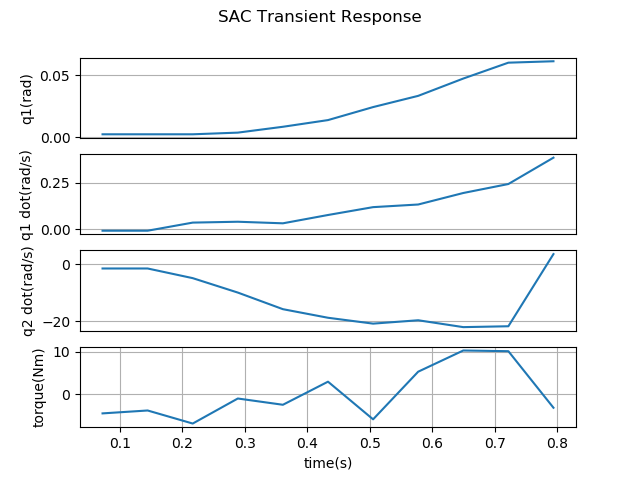 SAC Transient Response
q1(rad)
0.05
0.00
q1 dot(rad/s)
0.25
0.00
q2 dot(rad/s)
0
−20
torque(Nm)
10
0
0.1 0.2 0.3 0.4 0.5 0.6 0.7 0.8
time(s)